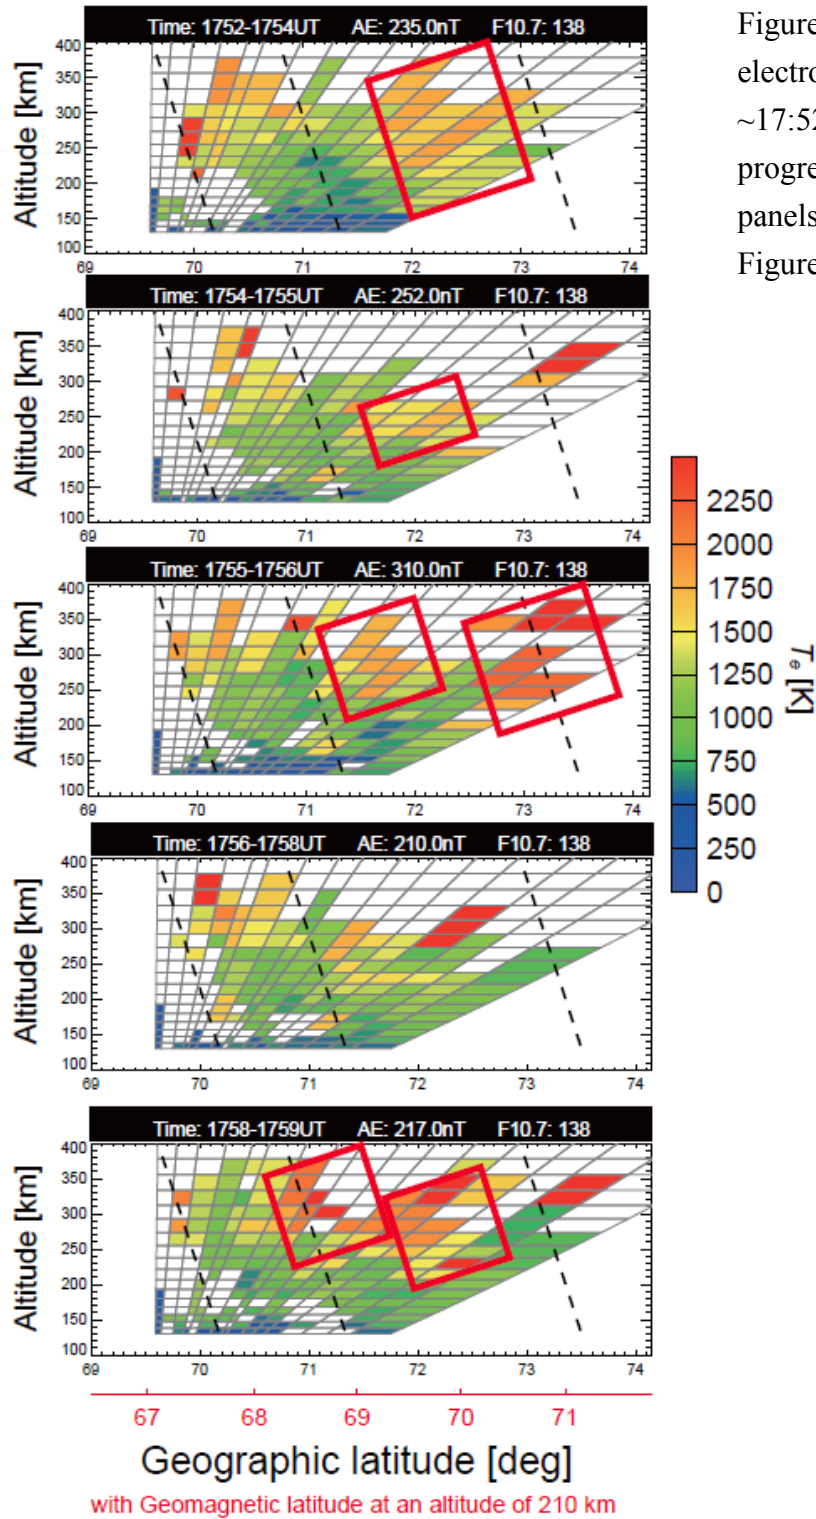 Time: 1752-1754UT AE: 235.0nT F10.7: 138
Altitude [km]
400
350
300
250
200
150
100
69 70 71 72 73 74
Time: 1754-1755UT AE: 252.0nT F10.7: 138
Altitude [km]
400
350
300
250
200
150
100
69 70 71 72 73 74
Time: 1755-1756UT AE: 310.0nT F10.7: 138
Altitude [km]
400
350
300
250
200
150
100
69 70 71 72 73 74
Time: 1756-1758UT AE: 210.0nT F10.7: 138
Altitude [km]
400
350
300
250
200
150
100
69 70 71 72 73 74
Time: 1758-1759UT AE: 217.0nT F10.7: 138
Altitude [km]
400
350
300
250
200
150
100
69 70 71 72 73 74
67 68 69 70 71
Geographic latitude [deg]
with Geomagnetic latitude at an altitude of 210 km
2250
2000
1750
1500
1250
1000
750
500
250
0
Te [K]
Figure
electro
~17:52
progre
panels
Figure